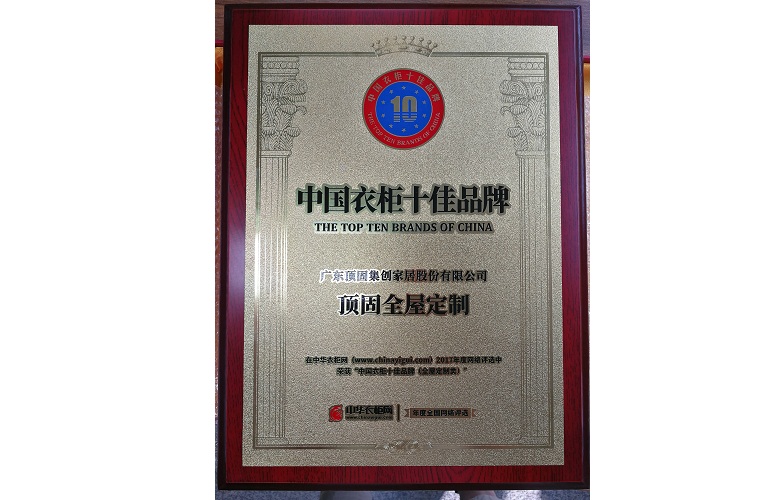 中国衣柜十佳品牌
10
THE TOP TEN BRANDS OF CHINA
中国衣柜十佳品牌
THE TOP TEN BRANDS OF CHINA
广东顶固集创家居股份有限公司
顶固全屋定制
在中华衣柜网（www.chinayigui.com）2017年度网络评选中
荣获“中国衣柜十佳品牌（全屋定制类）”
中华衣柜网
年度全国网络评选